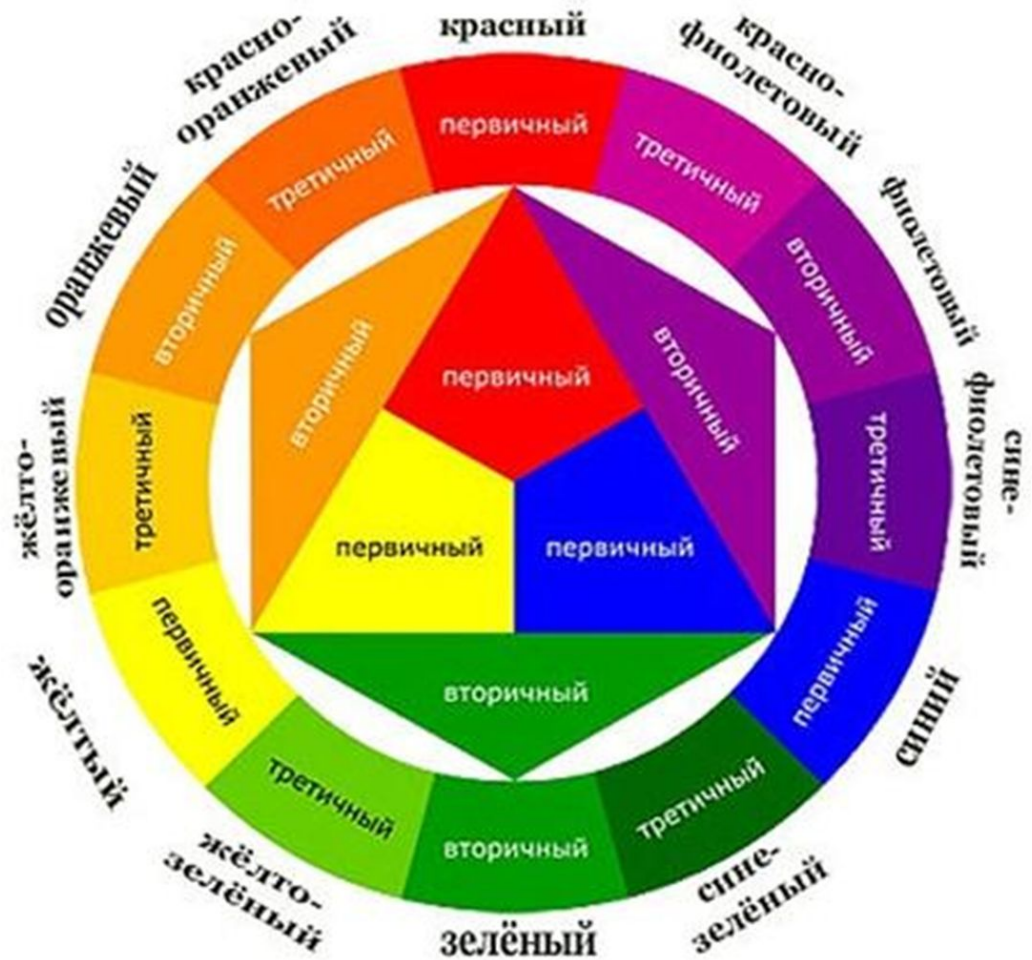 красный
красно-
фиолетовый
фиолетовый
сине-
фиолетовый
синий
сине-
зелёный
зелёный
жёлто-
зелёный
жёлтый
жёлто-
оранжевый
оранжевый
красно-
оранжевый
первичный
третичный
вторичный
третичный
первичный
третичный
вторичный
третичный
первичный
третичный
вторичный
третичный
первичный
вторичный
вторичный
первичный
первичный
вторичный